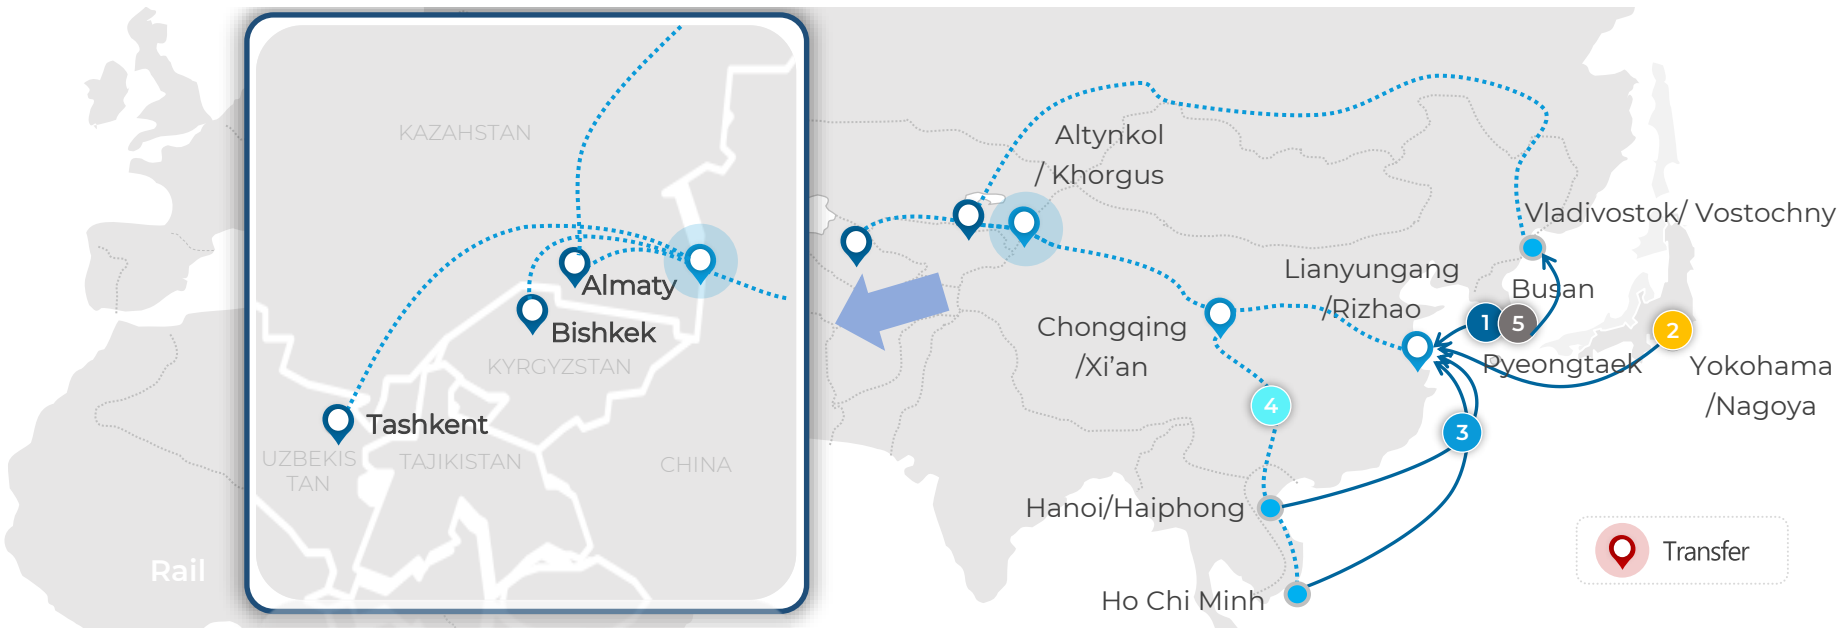 KAZAHSTAN
Almaty
Bishkek
KYRGYZSTAN
Tashkent
UZBEKIS
TAN
TAJIKISTAN
CHINA
Rail
Altynkol
/ Khorgus
Vladivostok/ Vostochny
Lianyungang
/Rizhao
Busan
1
5
2
Chongqing
/Xi’an
Pyeongtaek
Yokohama
/Nagoya
4
3
Hanoi/Haiphong
Ho Chi Minh
Transfer